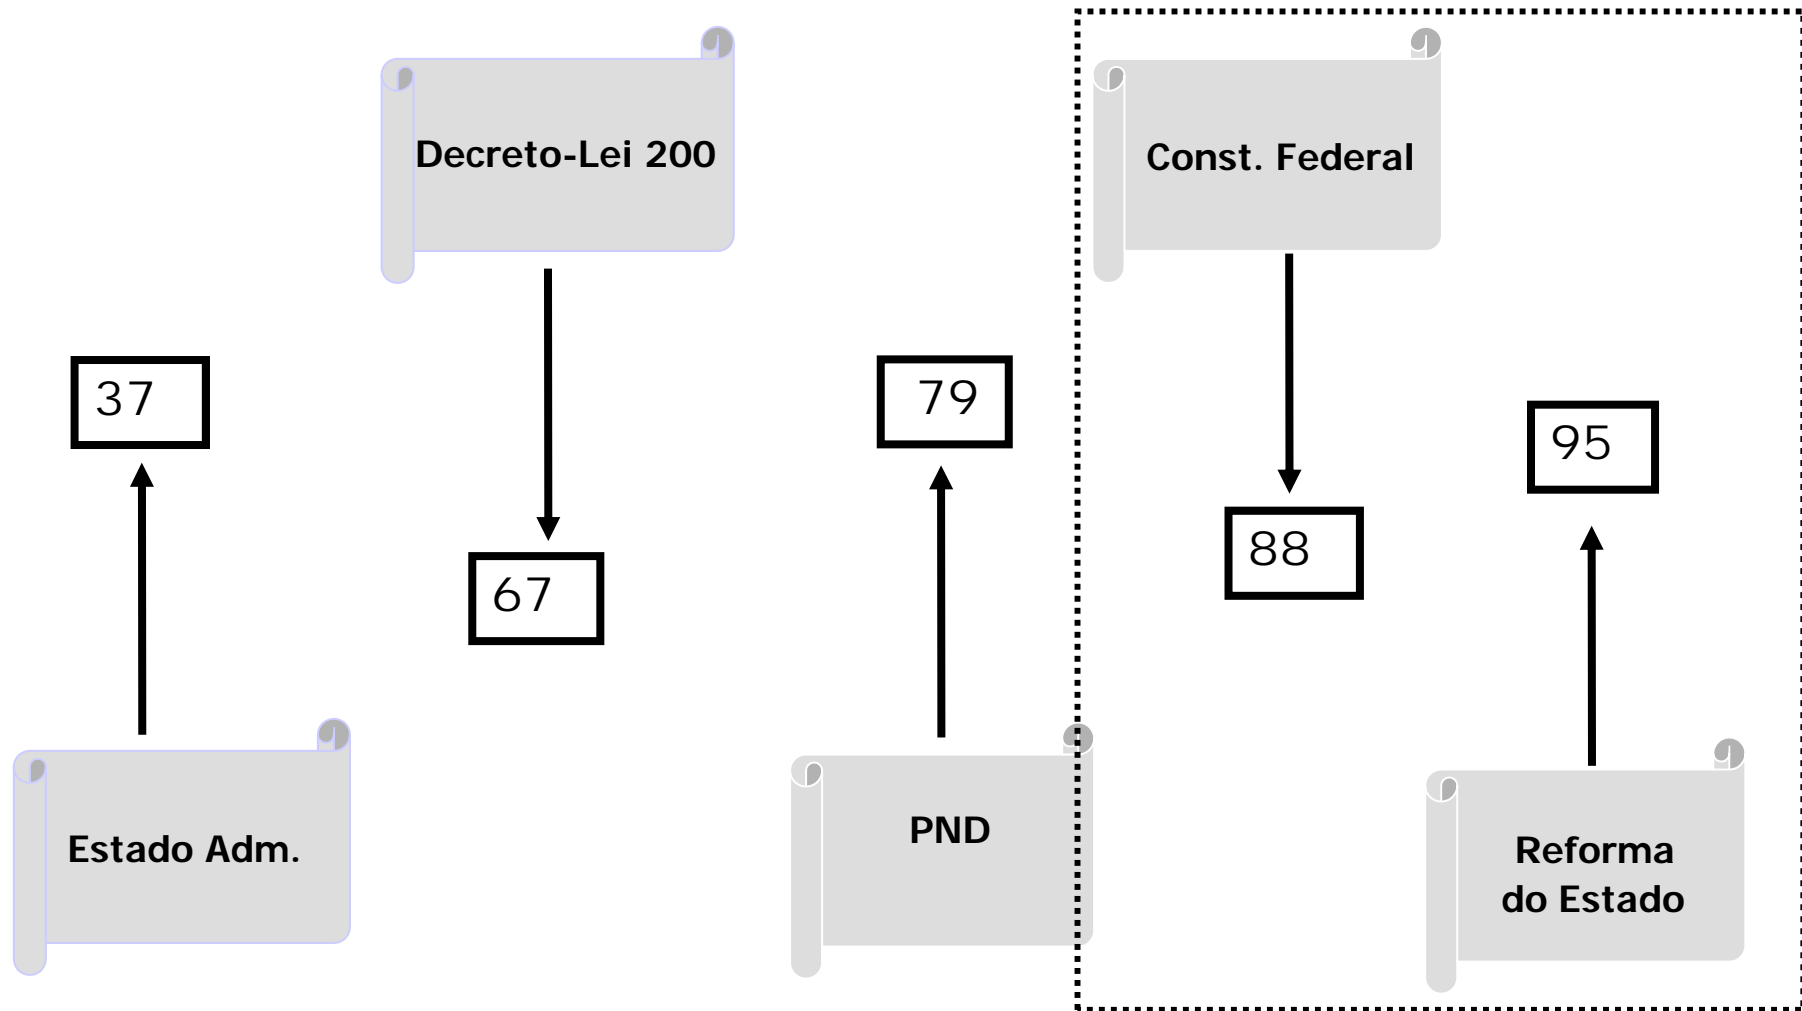 Decreto-Lei 200
Const. Federal
37
79
95
88
67
Estado Adm.
PND
Reforma
do Estado